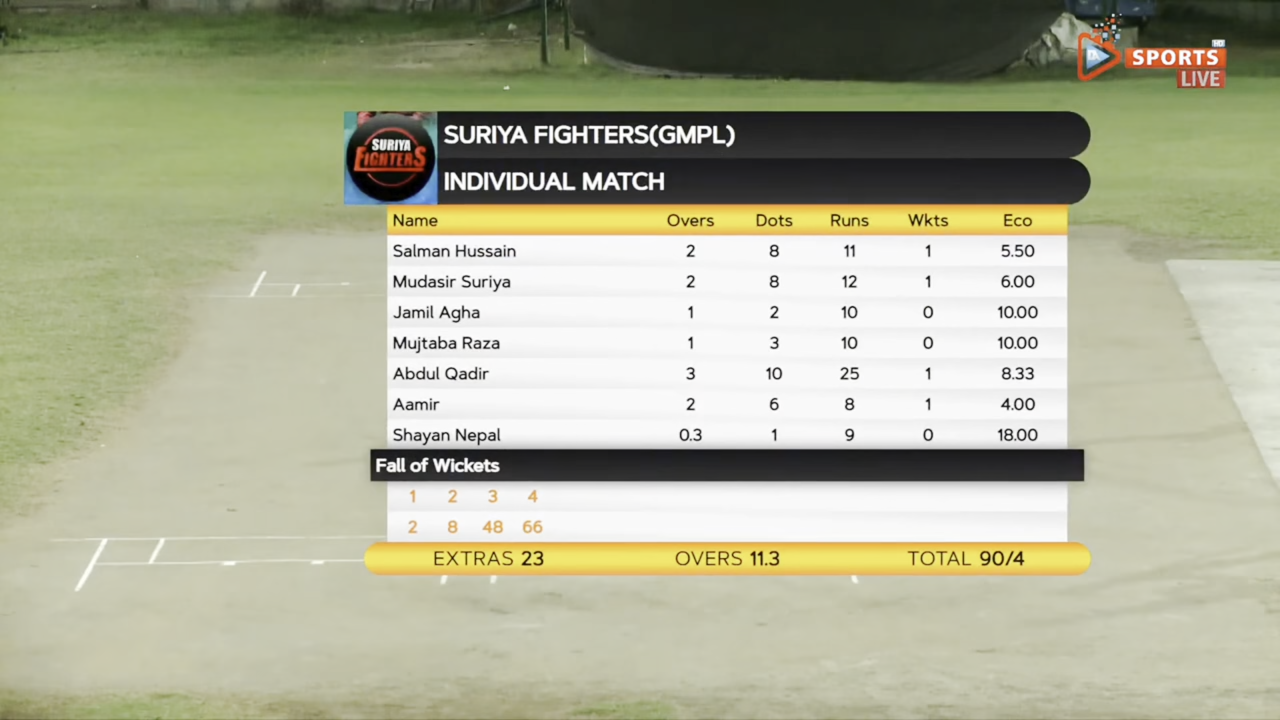 HD
SPORTS
LIVE
SURIYA FIGHTERS(GMPL)
SURIYA
FIGHTERS
INDIVIDUAL MATCH
Name Overs Dots Runs Wkts Eco
Salman Hussain 2 8 11 1 5.50
Mudasir Suriya 2 8 12 1 6.00
Jamil Agha 1 2 10 0 10.00
Mujtaba Raza 1 3 10 0 10.00
Abdul Qadir 3 10 25 1 8.33
Aamir 2 6 8 1 4.00
Shayan Nepal 0.3 1 9 0 18.00
Fall of Wickets
1 2 3 4
2 8 48 66
EXTRAS 23 OVERS 11.3 TOTAL 90/4